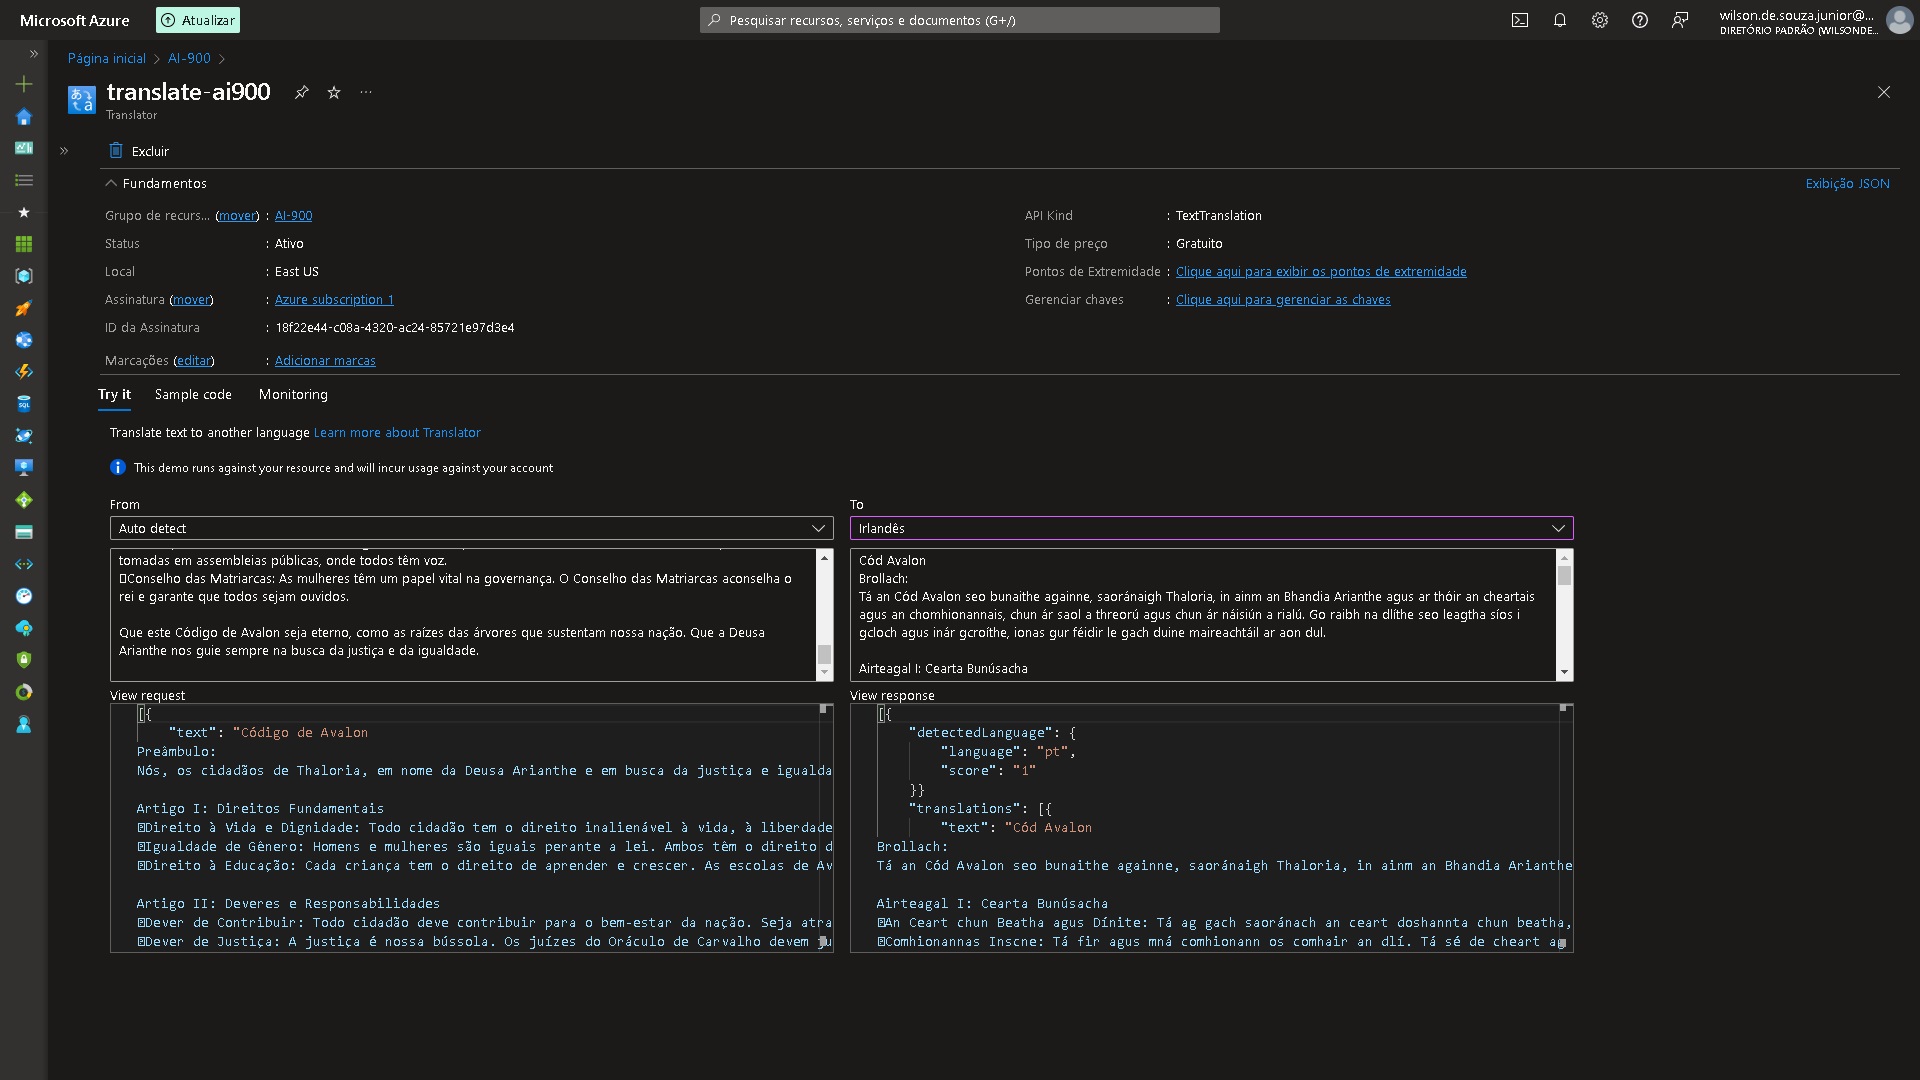 Microsoft Azure
Atualizar
Pesquisar recursos, serviços e documentos (G+/)
wilson.de.souza.junior@...
DIRETÓRIO PADRÃO (WILSONDE...
Página inicial
AI-900
translate-ai900
Translator
Excluir
Fundamentos
Exibição JSON
Grupo de recurs... (mover) : AI-900
Status : Ativo
Local : East US
Assinatura (mover) : Azure subscription 1
ID da Assinatura : 18f22e44-c08a-4320-ac24-85721e97d3e4
Marcações (editar) : Adicionar marcas
API Kind : TextTranslation
Tipo de preço : Gratuito
Pontos de Extremidade : Clique aqui para exibir os pontos de extremidade
Gerenciar chaves : Clique aqui para gerenciar as chaves
Try it Sample code Monitoring
Translate text to another language Learn more about Translator
This demo runs against your resource and will incur usage against your account
From
Auto detect
tomadas em assembleias públicas, onde todos têm voz.
Conselho das Matriarcas: As mulheres têm um papel vital na governança. O Conselho das Matriarcas aconselha o
rei e garante que todos sejam ouvidos.
Que este Código de Avalon seja eterno, como as raízes das árvores que sustentam nossa nação. Que a Deusa
Arianthe nos guie sempre na busca da justiça e da igualdade.
To
Irlandês
Cód Avalon
Brollach:
Tá an Cód Avalon seo bunaithe againne, saoránaigh Thaloria, in ainm an Bhandia Arianthe agus ar thóir an cheartais
agus an chomhionannais, chun ár saol a threorú agus chun ár náisiún a rialú. Go raibh na dlíthe seo leagtha síos i
gcloch agus inár gcroíthe, ionas gur féidir le gach duine maireachtáil ar aon dul.
Airteagal I: Cearta Bunúsacha
View request
[{
"text": "Código de Avalon
Preâmbulo:
Nós, os cidadãos de Thaloria, em nome da Deusa Arianthe e em busca da justiça e igualda
Artigo I: Direitos Fundamentais
Direito à Vida e Dignidade: Todo cidadão tem o direito inalienável à vida, à liberdade
Igualdade de Gênero: Homens e mulheres são iguais perante a lei. Ambos têm o direito d
Direito à Educação: Cada criança tem o direito de aprender e crescer. As escolas de Av
Artigo II: Deveres e Responsabilidades
Dever de Contribuir: Todo cidadão deve contribuir para o bem-estar da nação. Seja atra
Dever de Justiça: A justiça é nossa bússola. Os juízes do Oráculo de Carvalho devem ju
View response
[{
"detectedLanguage": {
"language": "pt",
"score": "1"
}}
"translations": [{
"text": "Cód Avalon
Brollach:
Tá an Cód Avalon seo bunaithe againne, saoránaigh Thaloria, in ainm an Bhandia Arianthe
Airteagal I: Cearta Bunúsacha
An Ceart chun Beatha agus Dínite: Tá ag gach saoránach an ceart doshannta chun beatha,
Comhionannas Inscne: Tá fir agus mná comhionann os comhair an dlí. Tá sé de cheart ag